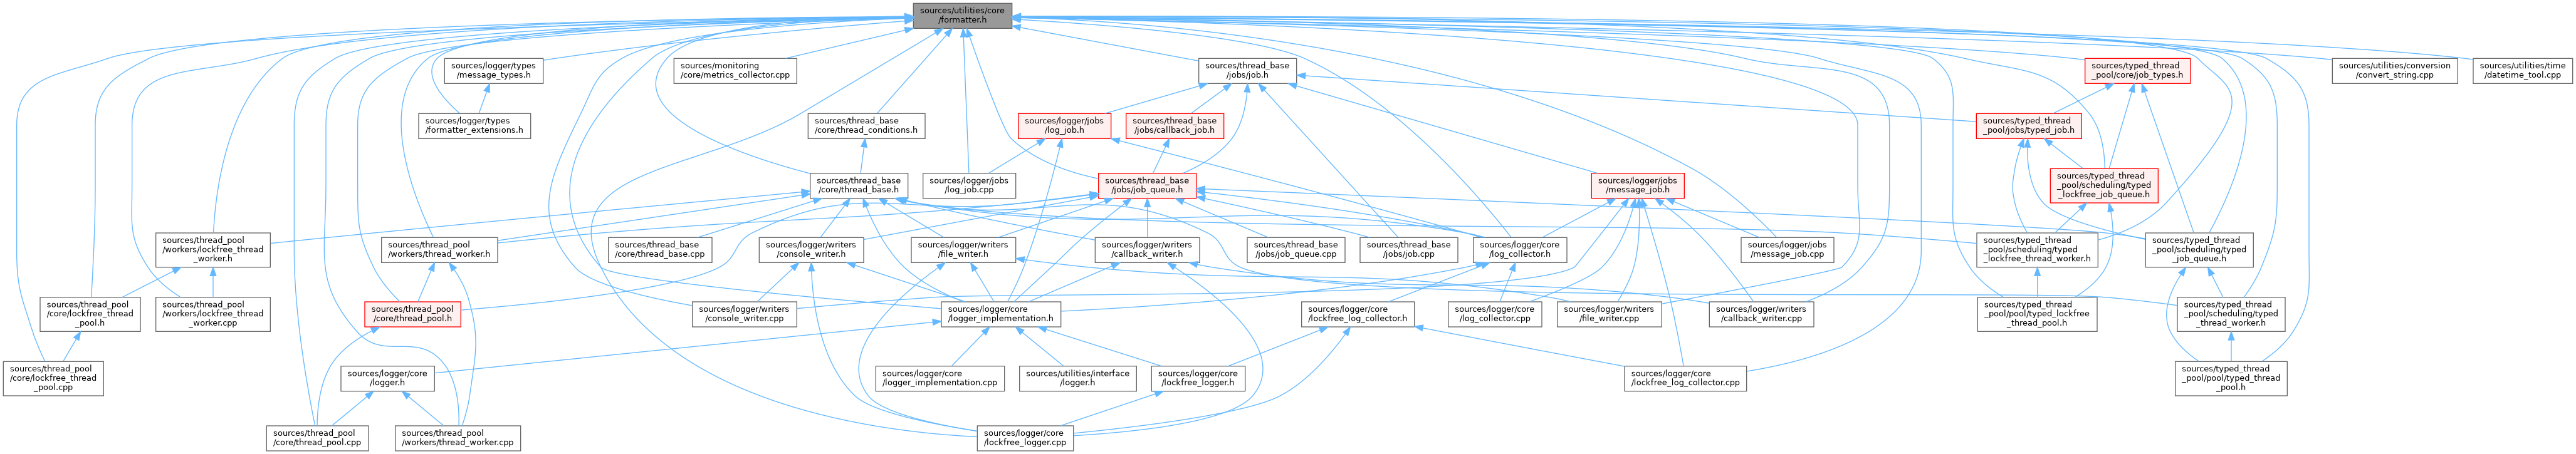 sources/utilities/core
/formatter.h
sources/logger/types
/message_types.h
sources/monitoring
/core/metrics_collector.cpp
sources/thread_base
/jobs/job.h
sources/typed_thread
_pool/core/job_types.h
sources/utilities/conversion
/convert_string.cpp
sources/utilities/time
/datetime_tool.cpp
sources/logger/types
/formatter_extensions.h
sources/thread_base
/core/thread_conditions.h
sources/logger/jobs
/log_job.h
sources/thread_base
/jobs/callback_job.h
sources/typed_thread
_pool/jobs/typed_job.h
sources/thread_base
/core/thread_base.h
sources/logger/jobs
/log_job.cpp
sources/thread_base
/jobs/job_queue.h
sources/logger/jobs
/message_job.h
sources/typed_thread
_pool/scheduling/typed
_lockfree_job_queue.h
sources/thread_pool
/workers/lockfree_thread
_worker.h
sources/thread_pool
/workers/thread_worker.h
sources/thread_base
/core/thread_base.cpp
sources/logger/writers
/console_writer.h
sources/logger/writers
/file_writer.h
sources/logger/writers
/callback_writer.h
sources/thread_base
/jobs/job_queue.cpp
sources/thread_base
/jobs/job.cpp
sources/logger/core
/log_collector.h
sources/logger/jobs
/message_job.cpp
sources/typed_thread
_pool/scheduling/typed
_lockfree_thread_worker.h
sources/typed_thread
_pool/scheduling/typed
_job_queue.h
sources/thread_pool
/core/lockfree_thread
_pool.h
sources/thread_pool
/workers/lockfree_thread
_worker.cpp
sources/thread_pool
/core/thread_pool.h
sources/logger/writers
/console_writer.cpp
sources/logger/core
/logger_implementation.h
sources/logger/core
/lockfree_log_collector.h
sources/logger/core
/log_collector.cpp
sources/logger/writers
/file_writer.cpp
sources/logger/writers
/callback_writer.cpp
sources/typed_thread
_pool/pool/typed_lockfree
_thread_pool.h
sources/typed_thread
_pool/scheduling/typed
_thread_worker.h
sources/thread_pool
/core/lockfree_thread
_pool.cpp
sources/logger/core
/logger.h
sources/logger/core
/logger_implementation.cpp
sources/utilities/interface
/logger.h
sources/logger/core
/lockfree_logger.h
sources/logger/core
/lockfree_log_collector.cpp
sources/typed_thread
_pool/pool/typed_thread
_pool.h
sources/thread_pool
/core/thread_pool.cpp
sources/thread_pool
/workers/thread_worker.cpp
sources/logger/core
/lockfree_logger.cpp